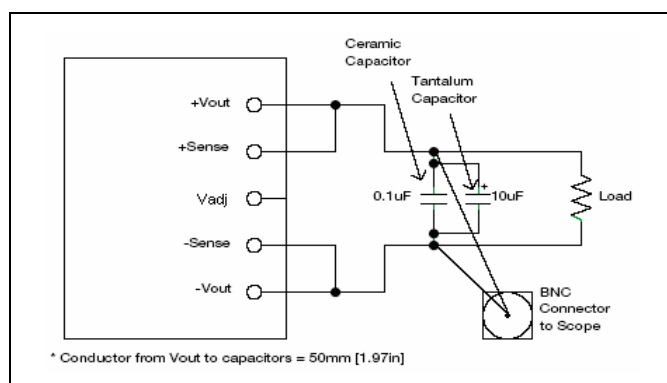 Ceramic
Capacitor
Tantalum
Capacitor
+Vout
+Sense
Vadj
-Sense
-Vout
0.1uF
+
10uF
Load
BNC
Connector
to Scope
* Conductor from Vout to capacitors = 50mm [1.97in]